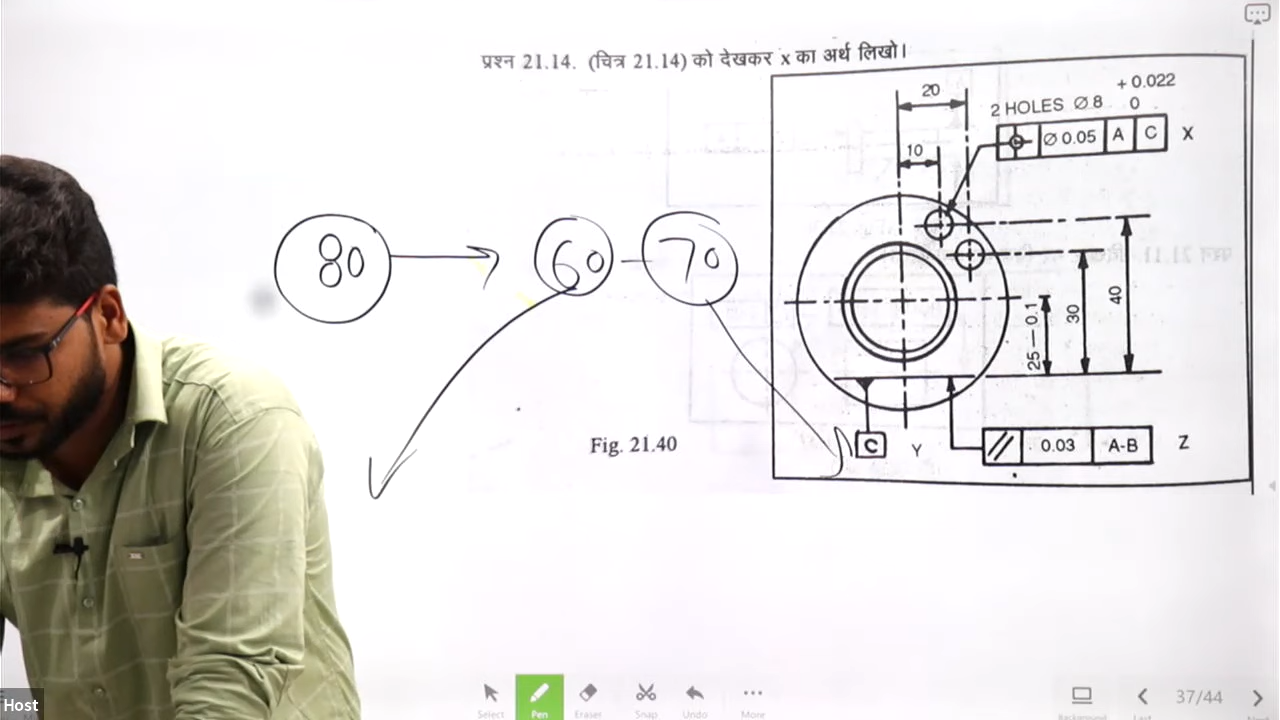 प्रश्न 21.14. (चित्र 21.14) को देखकर x का अर्थ लिखो।
+ 0.022
2 HOLES ∅ 8 0
∅ 0.05 A C X
20
10
80 → 60 – 70
25 – 0.1
30
40
Fig. 21.40
C Y
// 0.03 A-B Z
Host
Select Pen Eraser Snap Undo More
Background Last 37/44